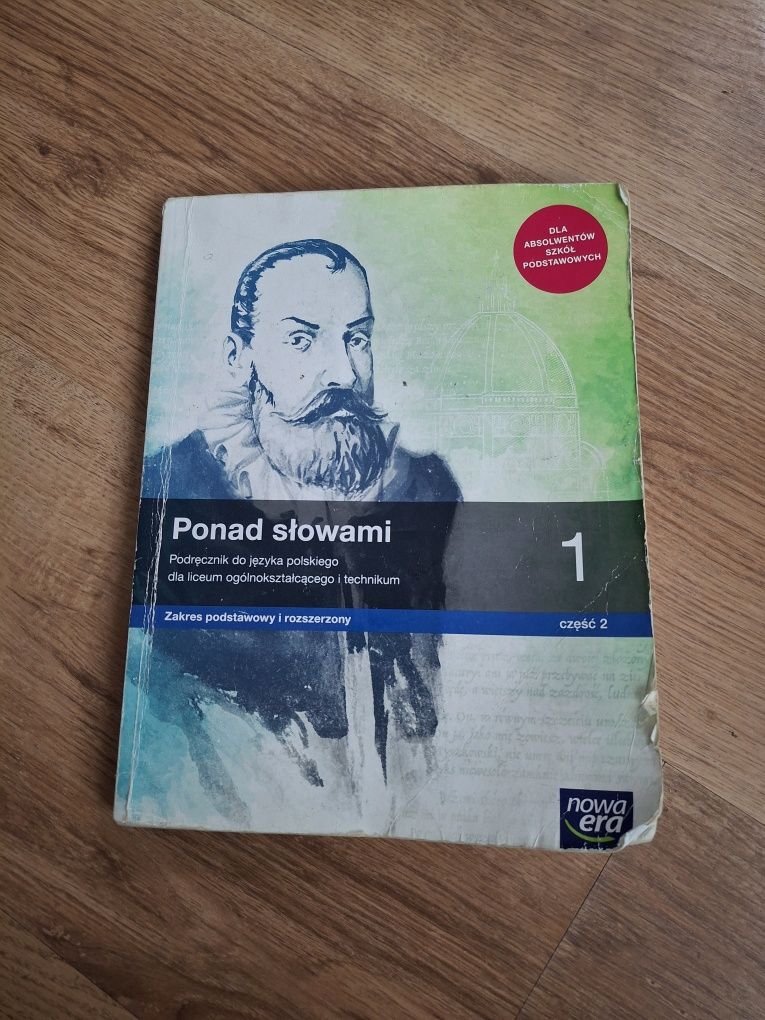 DLA
ABSOLWENTÓW
SZKÓŁ
PODSTAWOWYCH
Ponad słowami
1
Podręcznik do języka polskiego
dla liceum ogólnokształcącego i technikum
Zakres podstawowy i rozszerzony
część 2
nowa
era